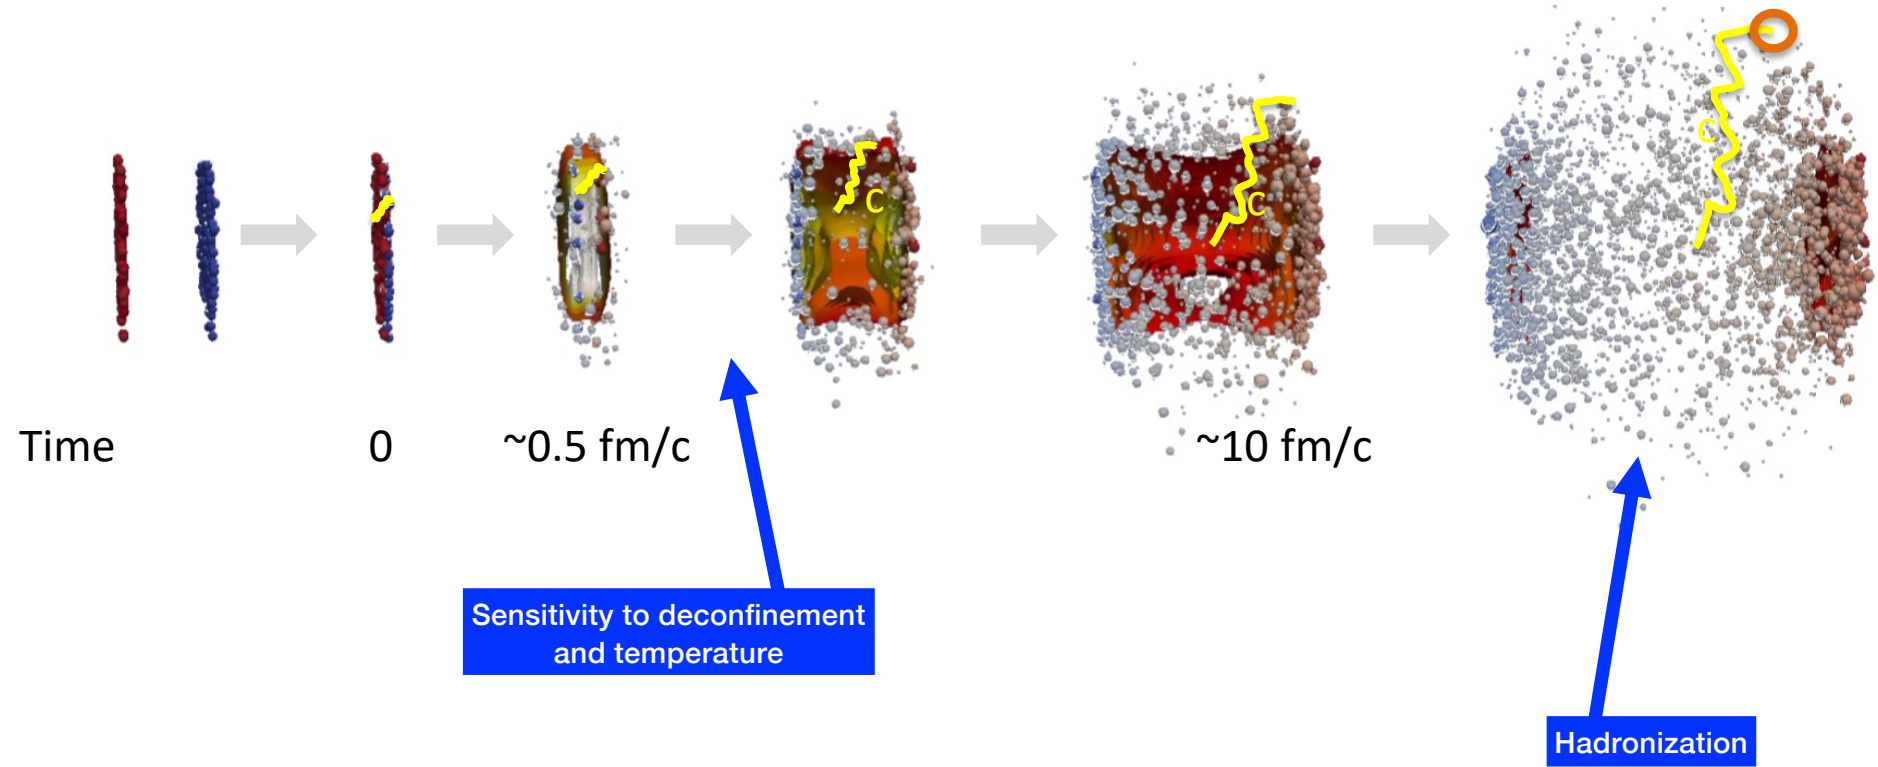 c
c
c
Time
0
~0.5 fm/c
~10 fm/c
Sensitivity to deconfinement
and temperature
Hadronization